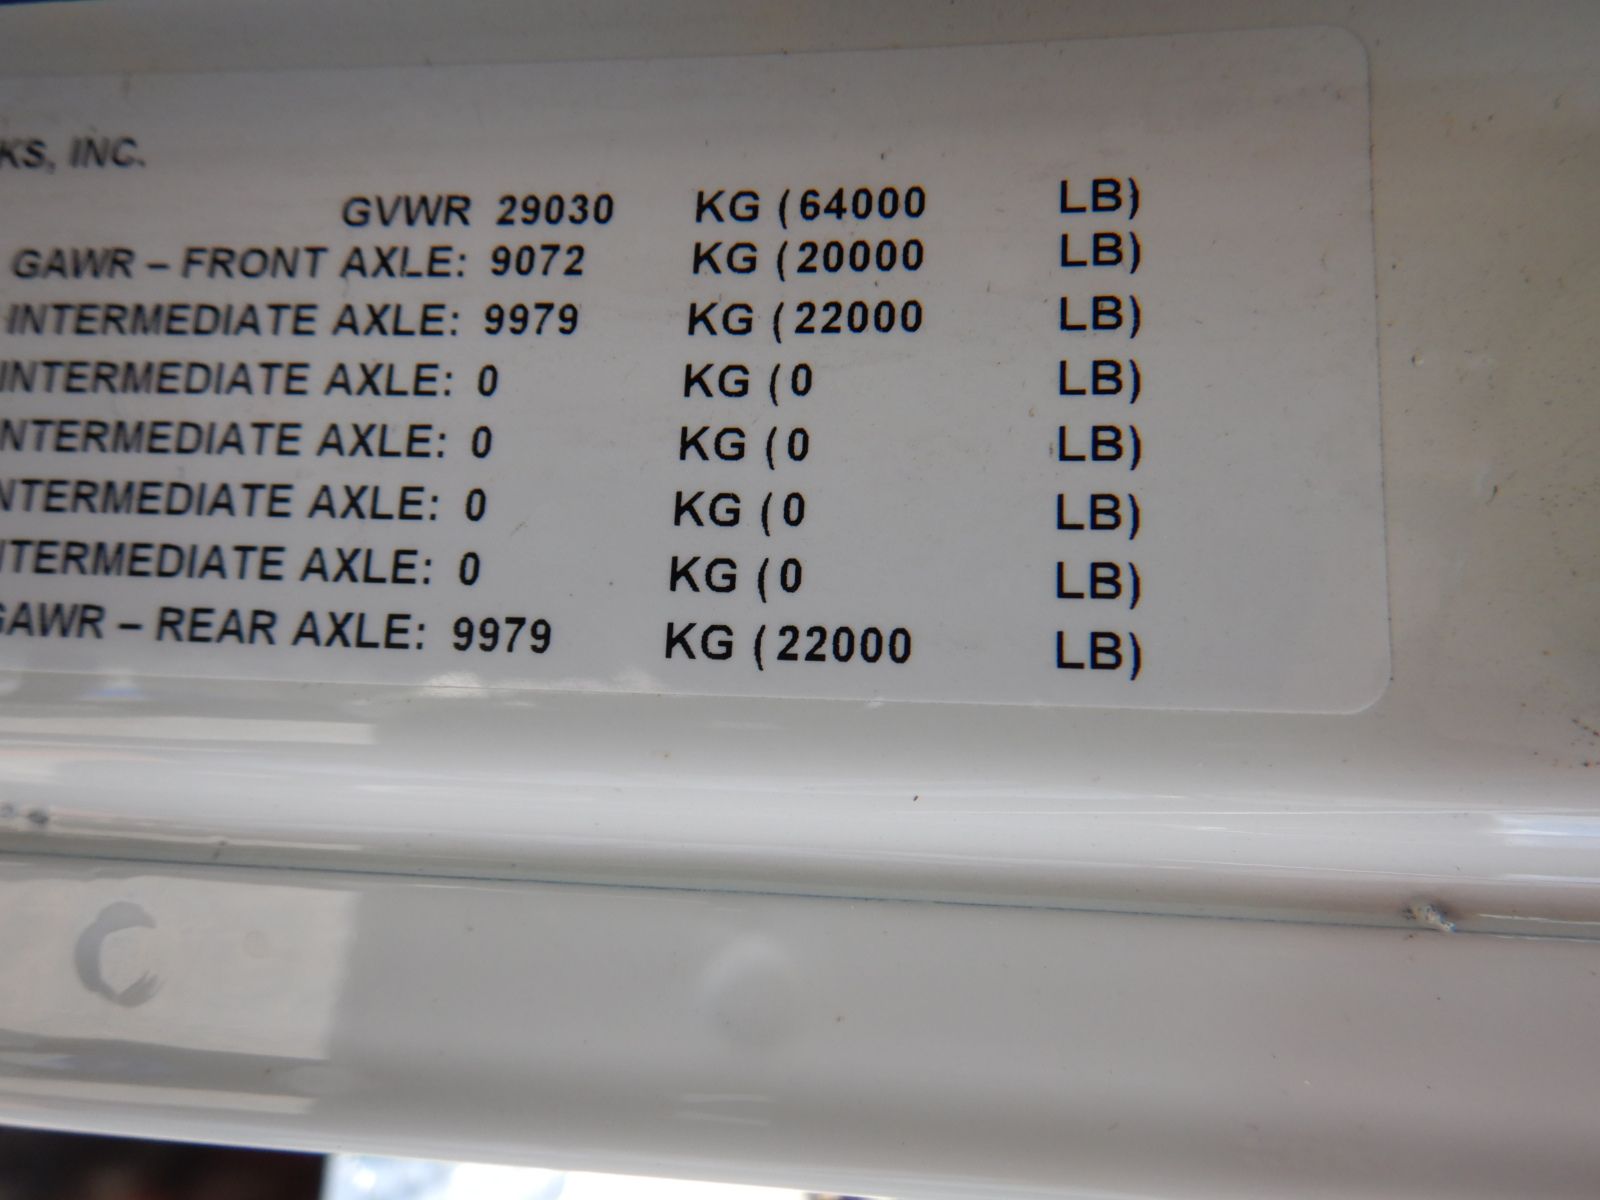 KS, INC.
GVWR 29030 KG (64000 LB)
GAWR – FRONT AXLE: 9072 KG (20000 LB)
INTERMEDIATE AXLE: 9979 KG (22000 LB)
INTERMEDIATE AXLE: 0 KG (0 LB)
NTERMEDIATE AXLE: 0 KG (0 LB)
NTERMEDIATE AXLE: 0 KG (0 LB)
TERMEDIATE AXLE: 0 KG (0 LB)
GAWR – REAR AXLE: 9979 KG (22000 LB)